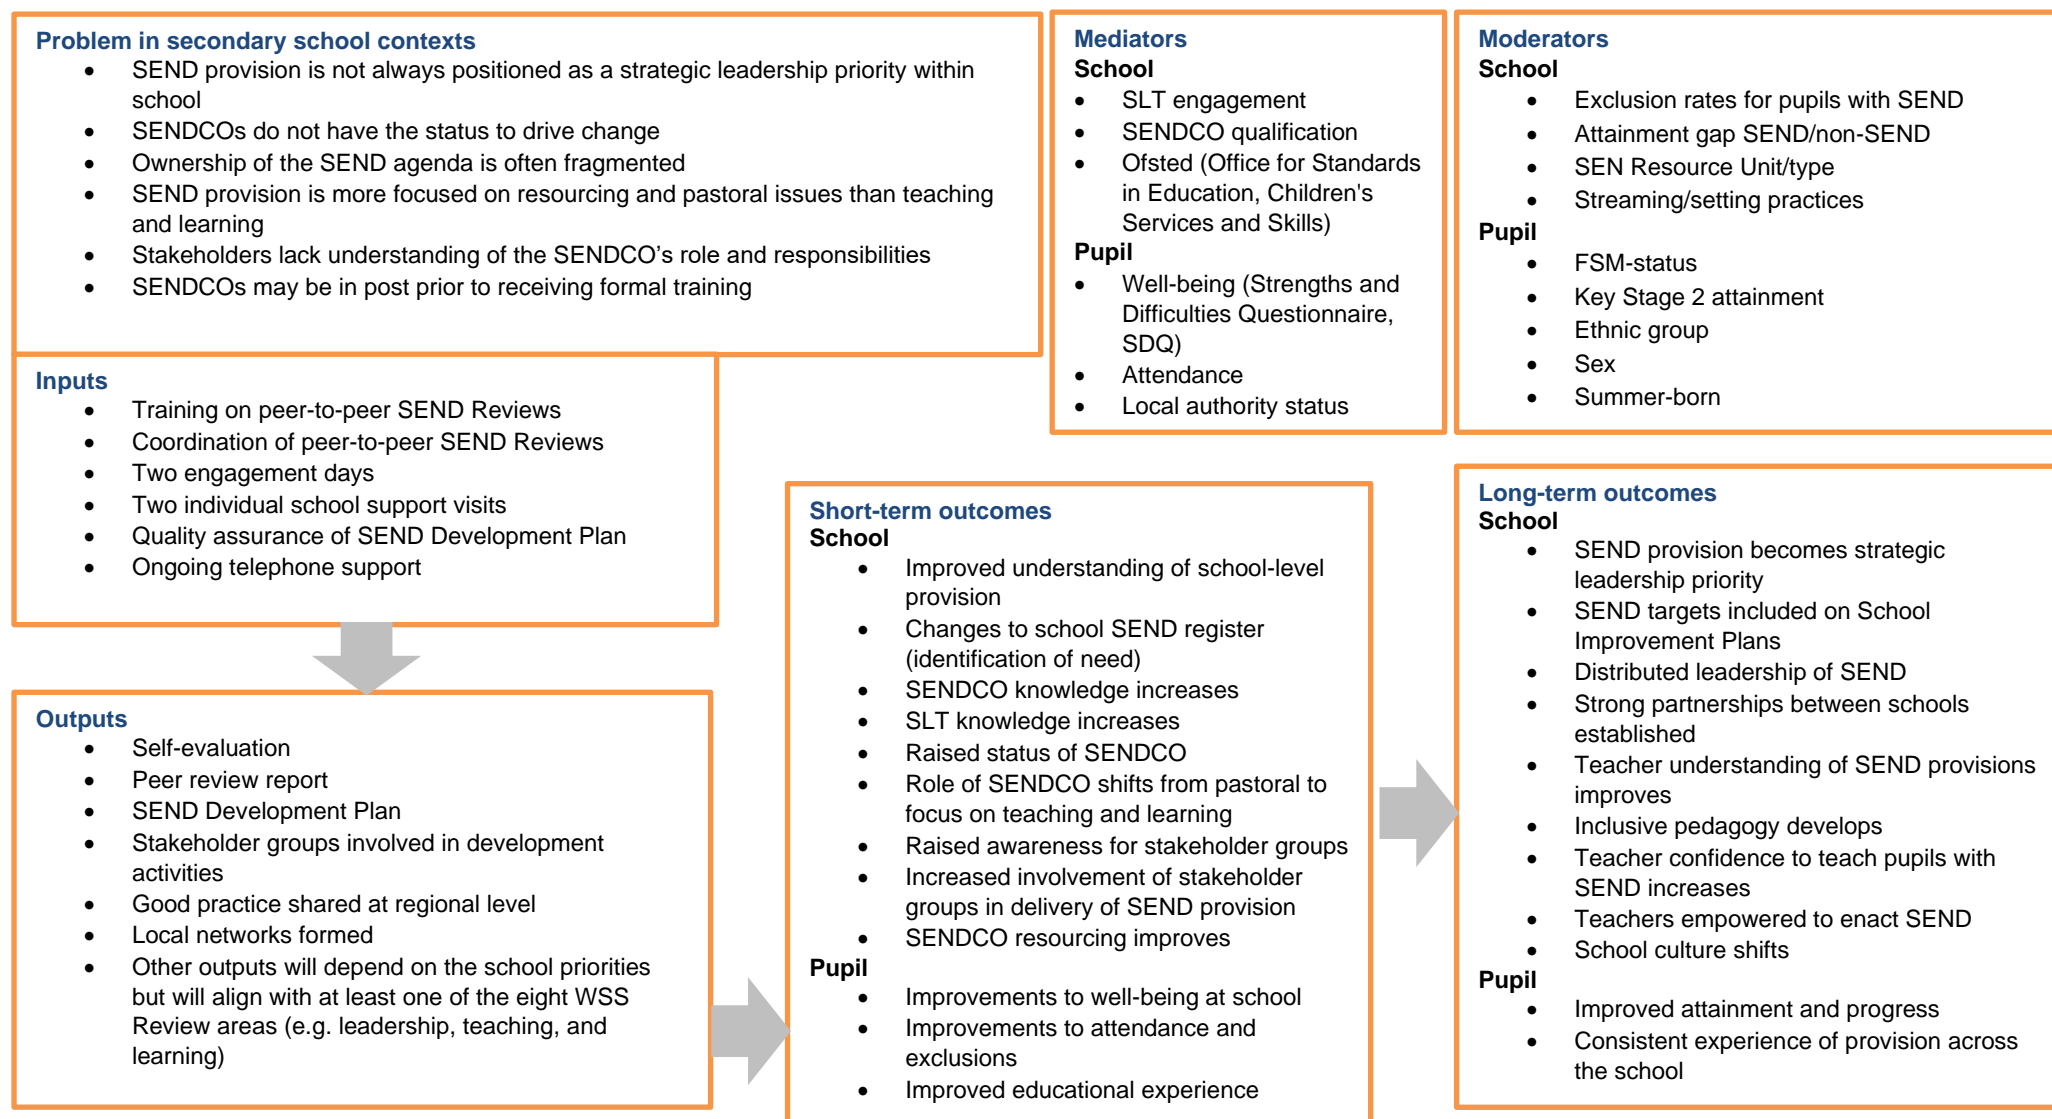 Problem in secondary school contexts
• SEND provision is not always positioned as a strategic leadership priority within
school
• SENDCOs do not have the status to drive change
• Ownership of the SEND agenda is often fragmented
• SEND provision is more focused on resourcing and pastoral issues than teaching
and learning
• Stakeholders lack understanding of the SENDCO’s role and responsibilities
• SENDCOs may be in post prior to receiving formal training
Mediators
School
• SLT engagement
• SENDCO qualification
• Ofsted (Office for Standards
in Education, Children's
Services and Skills)
Pupil
• Well-being (Strengths and
Difficulties Questionnaire,
SDQ)
• Attendance
• Local authority status
Moderators
School
• Exclusion rates for pupils with SEND
• Attainment gap SEND/non-SEND
• SEN Resource Unit/type
• Streaming/setting practices
Pupil
• FSM-status
• Key Stage 2 attainment
• Ethnic group
• Sex
• Summer-born
Inputs
• Training on peer-to-peer SEND Reviews
• Coordination of peer-to-peer SEND Reviews
• Two engagement days
• Two individual school support visits
• Quality assurance of SEND Development Plan
• Ongoing telephone support
Outputs
• Self-evaluation
• Peer review report
• SEND Development Plan
• Stakeholder groups involved in development
activities
• Good practice shared at regional level
• Local networks formed
• Other outputs will depend on the school priorities
but will align with at least one of the eight WSS
Review areas (e.g. leadership, teaching, and
learning)
Short-term outcomes
School
• Improved understanding of school-level
provision
• Changes to school SEND register
(identification of need)
• SENDCO knowledge increases
• SLT knowledge increases
• Raised status of SENDCO
• Role of SENDCO shifts from pastoral to
focus on teaching and learning
• Raised awareness for stakeholder groups
• Increased involvement of stakeholder
groups in delivery of SEND provision
• SENDCO resourcing improves
Pupil
• Improvements to well-being at school
• Improvements to attendance and
exclusions
• Improved educational experience
Long-term outcomes
School
• SEND provision becomes strategic
leadership priority
• SEND targets included on School
Improvement Plans
• Distributed leadership of SEND
• Strong partnerships between schools
established
• Teacher understanding of SEND provisions
improves
• Inclusive pedagogy develops
• Teacher confidence to teach pupils with
SEND increases
• Teachers empowered to enact SEND
• School culture shifts
Pupil
• Improved attainment and progress
• Consistent experience of provision across
the school